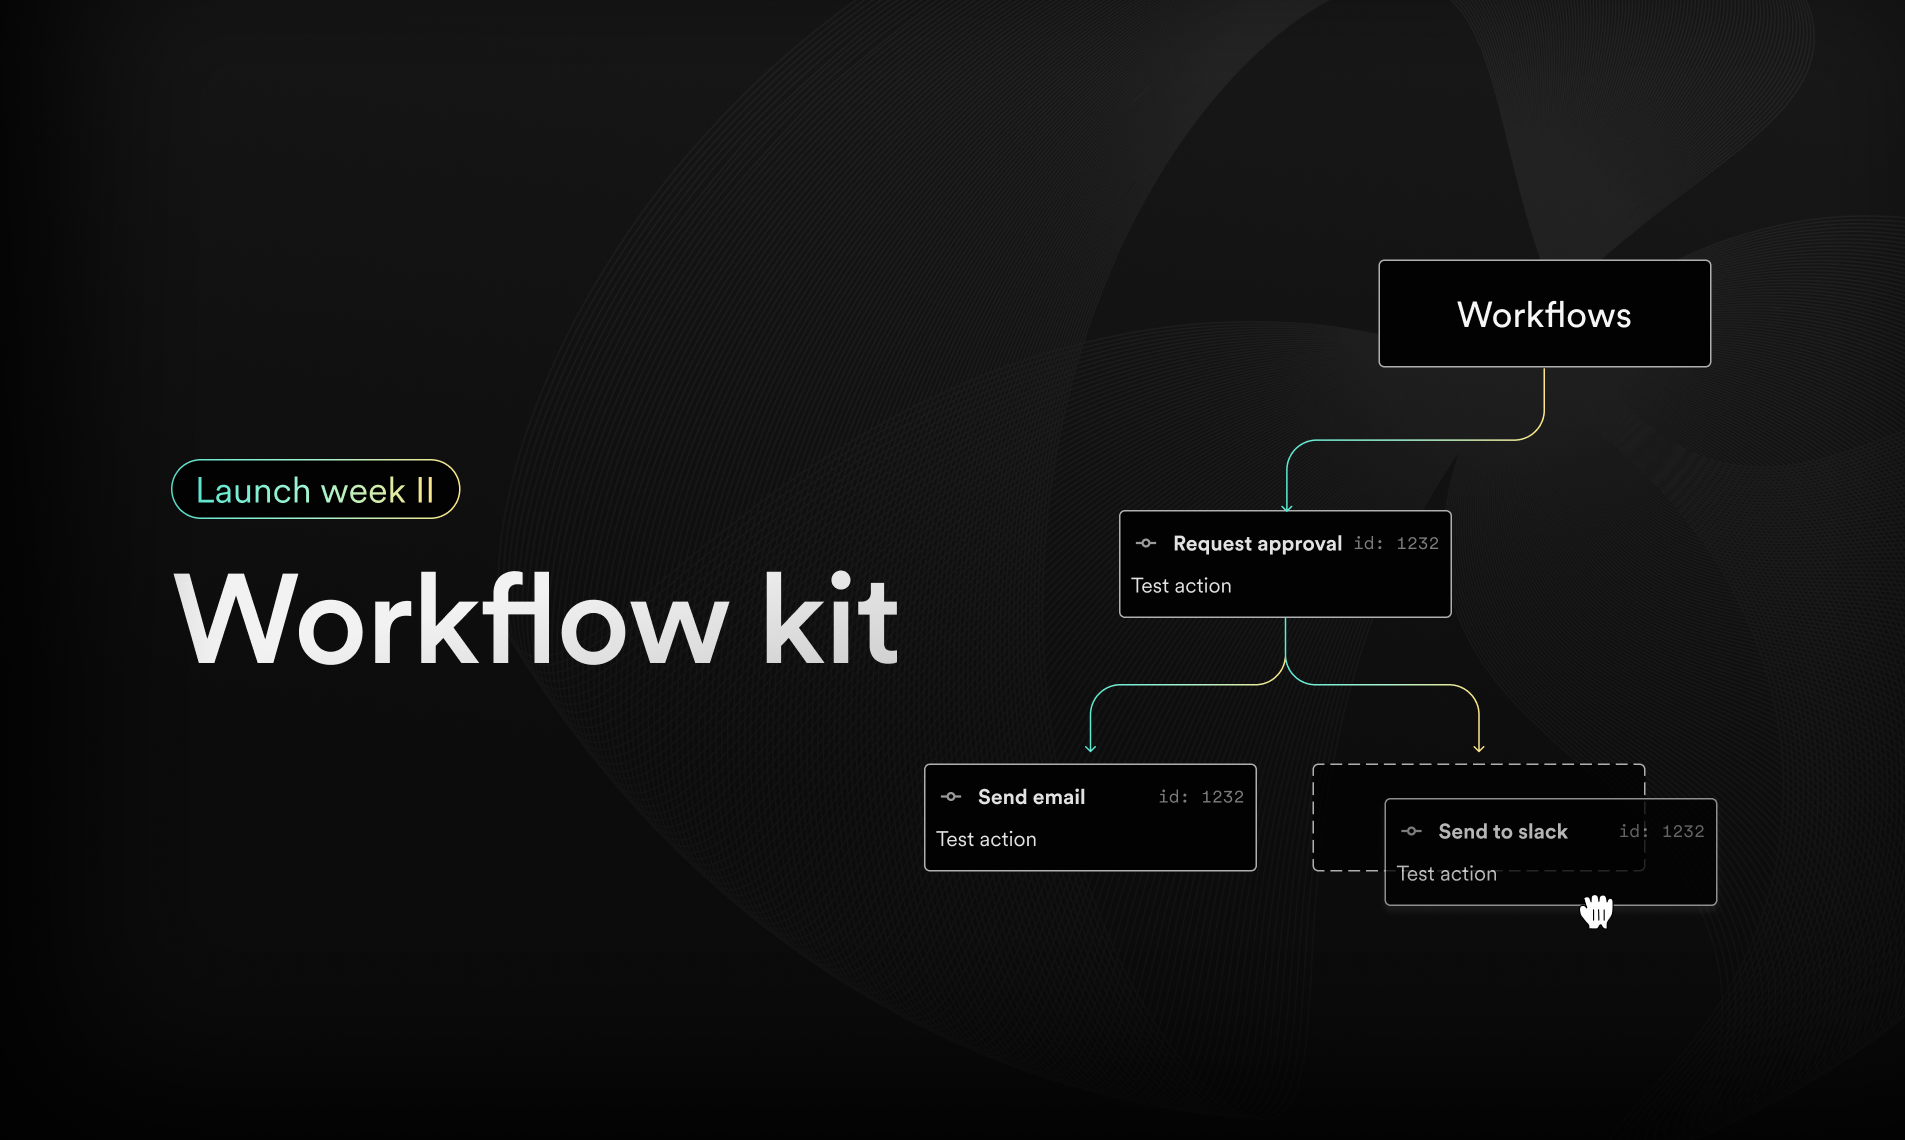 Launch week II
Workflow kit
Workflows
Request approval id: 1232
Test action
Send email id: 1232
Test action
Send to slack id: 1232
Test action